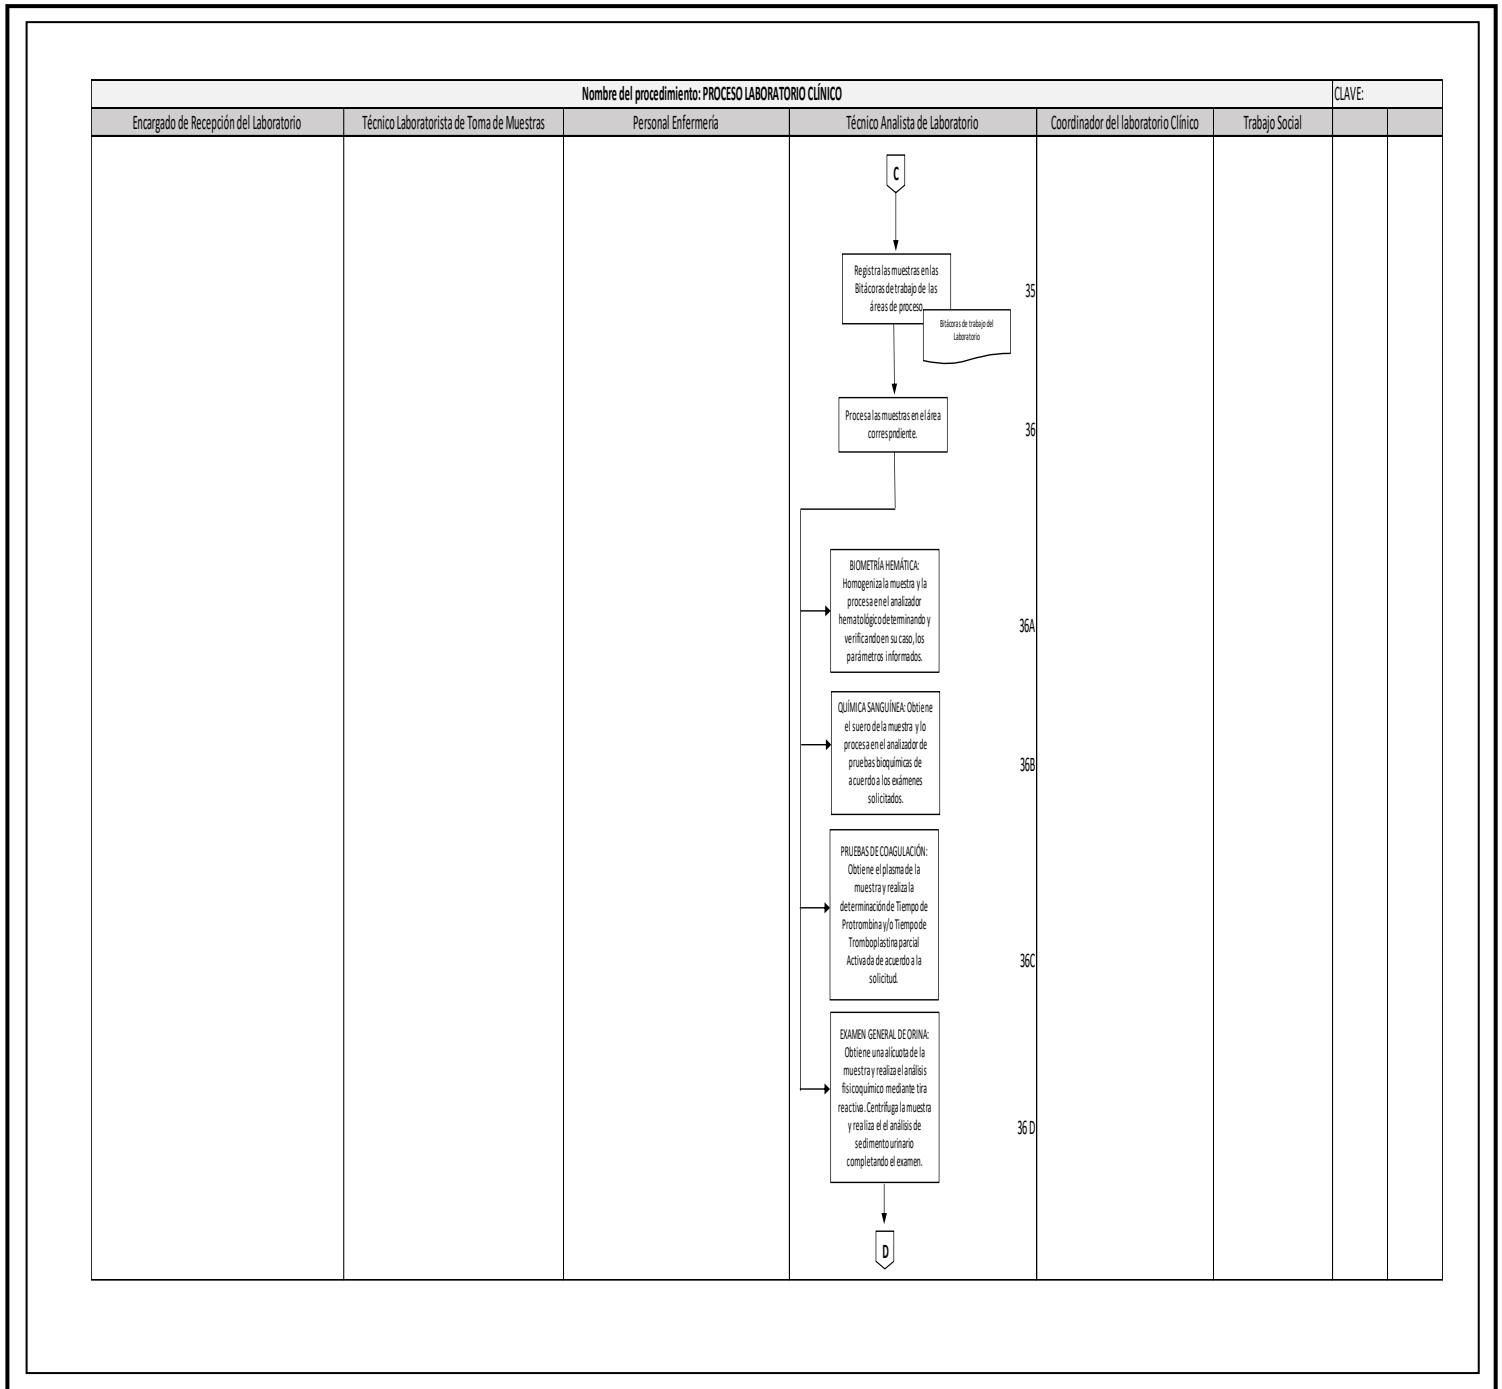 Nombre del procedimiento: PROCESO LABORATORIO CLÍNICO
CLAVE:
Encargado de Recepción del Laboratorio
Técnico Laboratorista de Toma de Muestras
Personal Enfermería
Técnico Analista de Laboratorio
Coordinador del laboratorio Clínico
Trabajo Social
C
Registra las muestras en las
Bitácoras de trabajo de las
áreas de proceso.
35
Bitácoras de trabajo del
Laboratorio
Procesa las muestras en el área
correspndiente.
36
BIOMETRÍA HEMÁTICA:
Homogeniza la muestra y la
procesa en el analizador
hematológico determinando y
verificando en su caso, los
parámetros informados.
36A
QUÍMICA SANGUÍNEA: Obtiene
el suero de la muestra y lo
procesa en el analizador de
pruebas bioquímicas de
acuerdo a los exámenes
solicitados.
36B
PRUEBAS DE COAGULACIÓN:
Obtiene el plasma de la
muestra y realiza la
determinación de Tiempo de
Protrombina y/o Tiempo de
Tromboplastina parcial
Activada de acuerdo a la
solicitud.
36C
EXAMEN GENERAL DE ORINA:
Obtiene una alícuota de la
muestra y realiza el análisis
fisicoquímico mediante tira
reactiva. Centrífuga la muestra
y realiza el el análisis de
sedimento urinario
completando el examen.
36 D
D